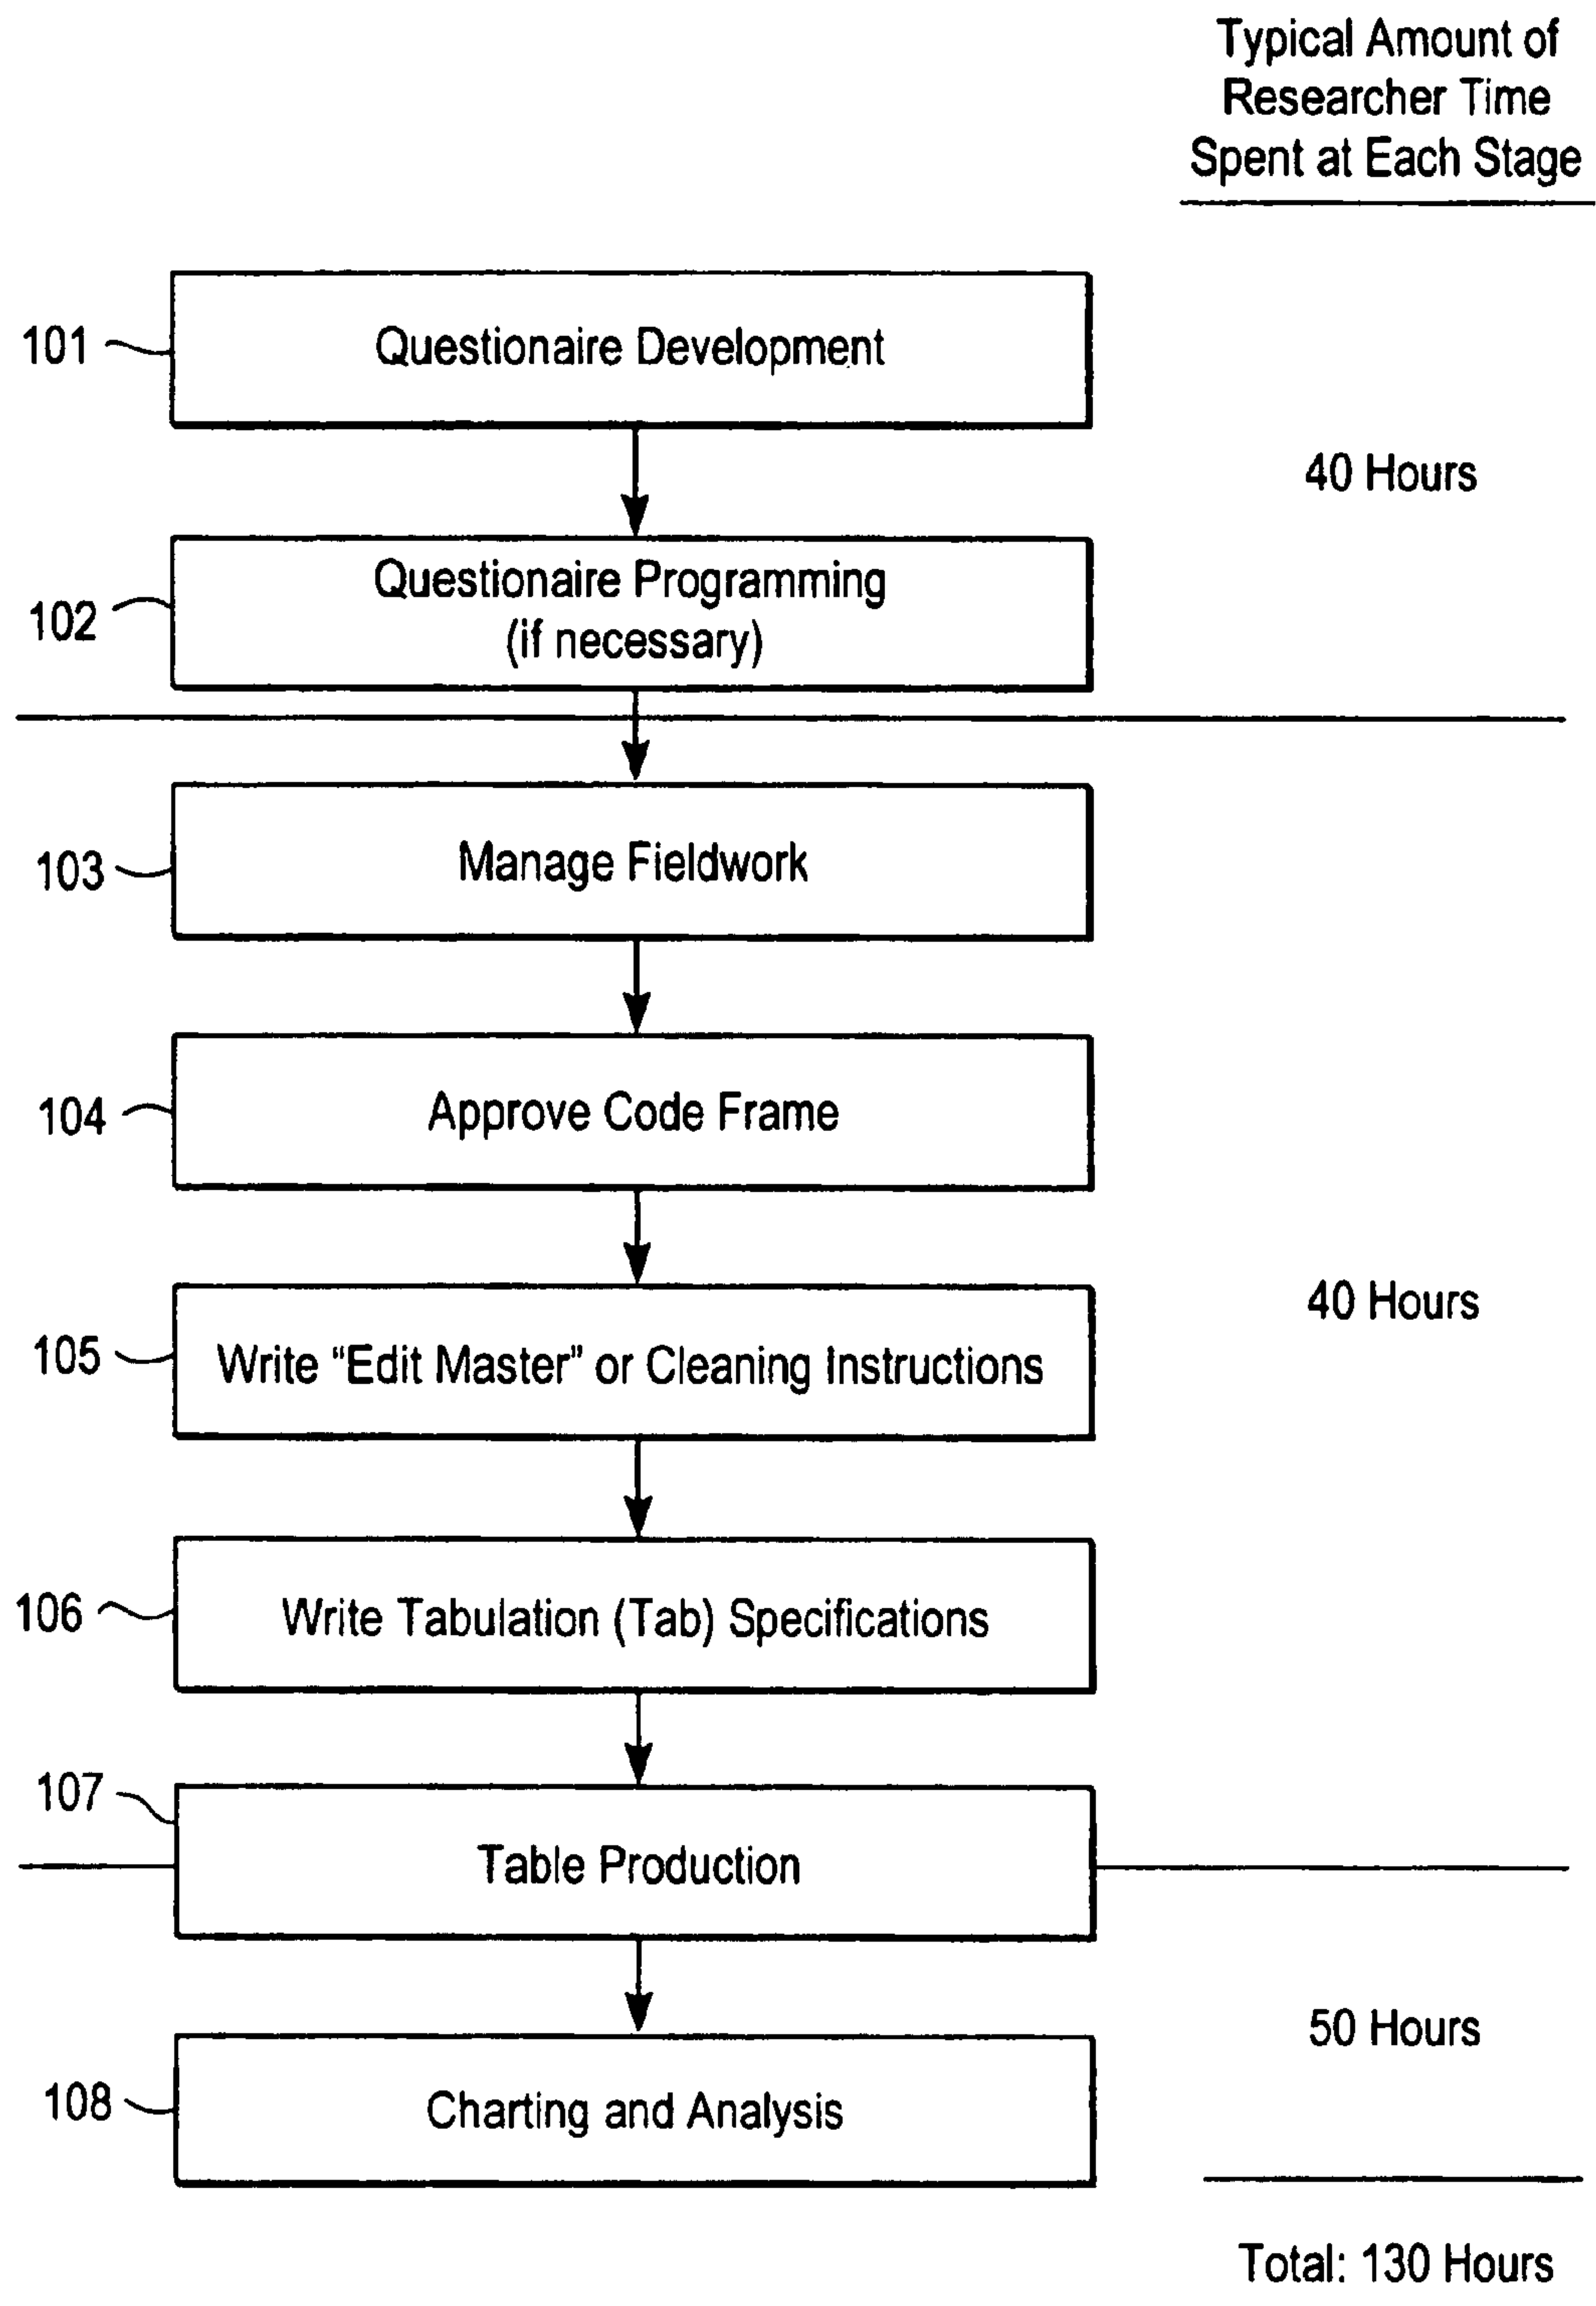 Typical Amount of
Researcher Time
Spent at Each Stage
101
Questionaire Development
40 Hours
102
Questionaire Programming
(if necessary)
103
Manage Fieldwork
104
Approve Code Frame
40 Hours
105
Write “Edit Master” or Cleaning Instructions
106
Write Tabulation (Tab) Specifications
107
Table Production
50 Hours
108
Charting and Analysis
Total: 130 Hours